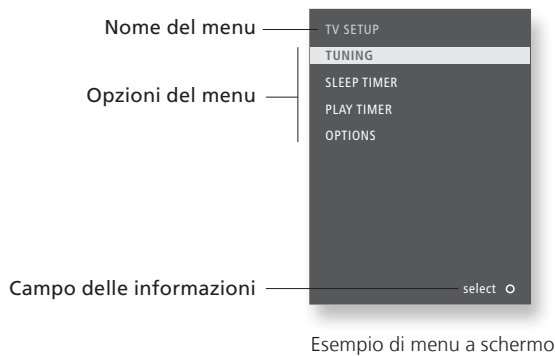 Nome del menu
TV SETUP
TUNING
Opzioni del menu
SLEEP TIMER
PLAY TIMER
OPTIONS
Campo delle informazioni
select
Esempio di menu a schermo